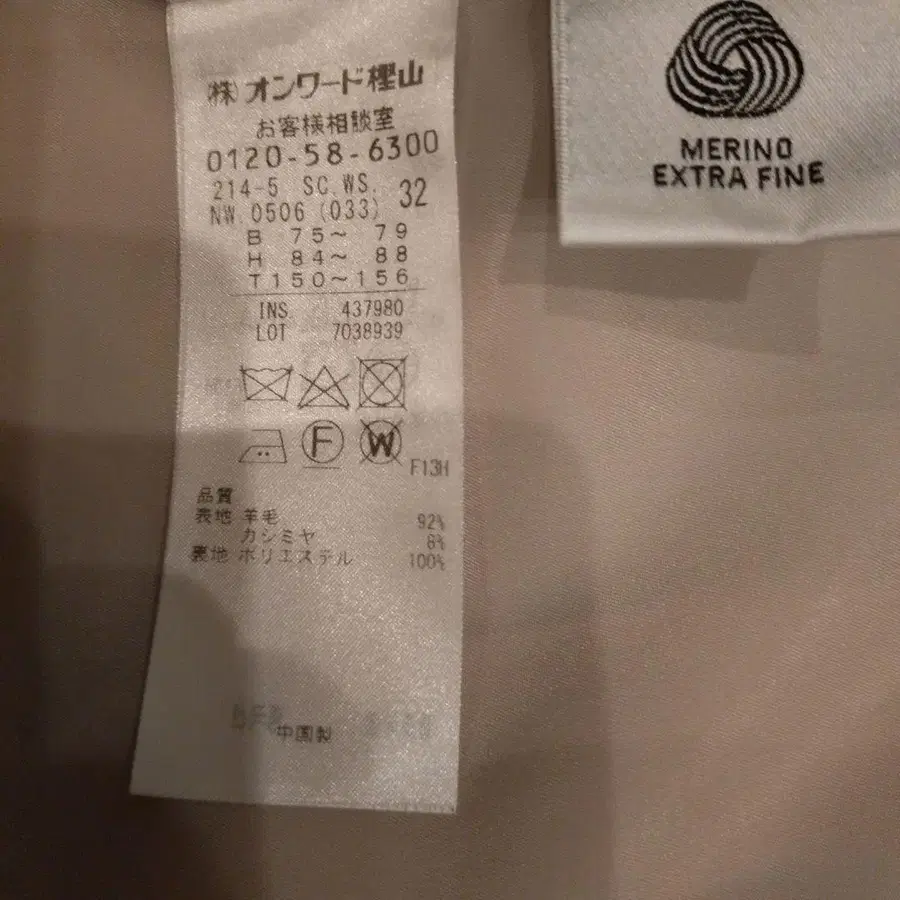 (株)オンワード樫山
お客様相談室
0120-58-6300
214-5 SC.WS. 32
NW.0506 (033)
B 75〜 79
H 84〜 88
T150〜156
INS. 437980
LOT 7038939
F
W
F13H
品質
表地 羊毛 92%
カシミヤ 8%
裏地 ポリエステル 100%
中国製
MERINO
EXTRA FINE